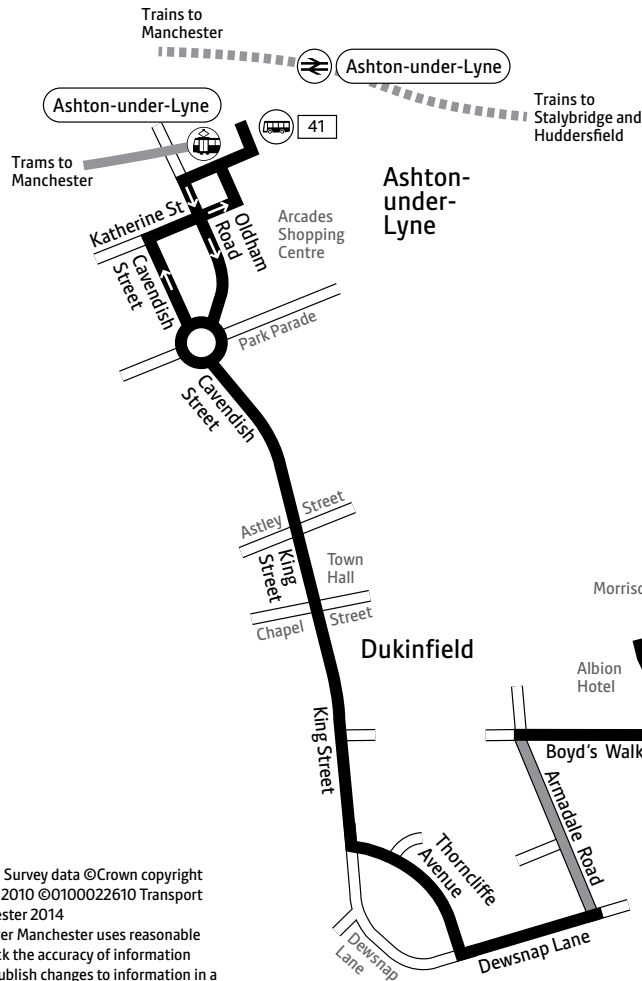 Trains to
Manchester
Ashton-under-Lyne
Trains to
Stalybridge and
Huddersfield
Ashton-under-Lyne
41
Trams to
Manchester
Ashton-
under-
Lyne
Katherine St
Oldham
Road
Arcades
Shopping
Centre
Cavendish
Street
Park Parade
Cavendish
Street
Astley Street
King
Street
Town
Hall
Chapel Street
Morrisc
Dukinfield
Albion
Hotel
King Street
Boyd's Walk
Armadale Road
Thorncliffe
Avenue
Dewsnap
Lane
Dewsnap Lane
Survey data ©Crown copyright
2010 ©0100022610 Transport
ester 2014
er Manchester uses reasonable
ck the accuracy of information
ublish changes to information in a